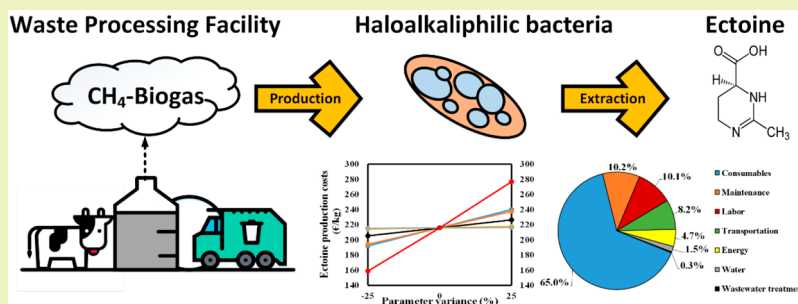 Waste Processing Facility
Haloalkaliphilic bacteria
Ectoine
CH4-Biogas
Production
Extraction
OH
O
H
NH
N
CH3
Ectoine production costs
(€/kg)
300
280
260
240
220
200
180
160
140
300
280
260
240
220
200
180
160
140
-25
0
25
Parameter variance (%)
10.2%
10.1%
8.2%
4.7%
1.5%
0.3%
65.0%
Consumables
Maintenance
Labor
Transportation
Energy
Water
Wastewater treatment